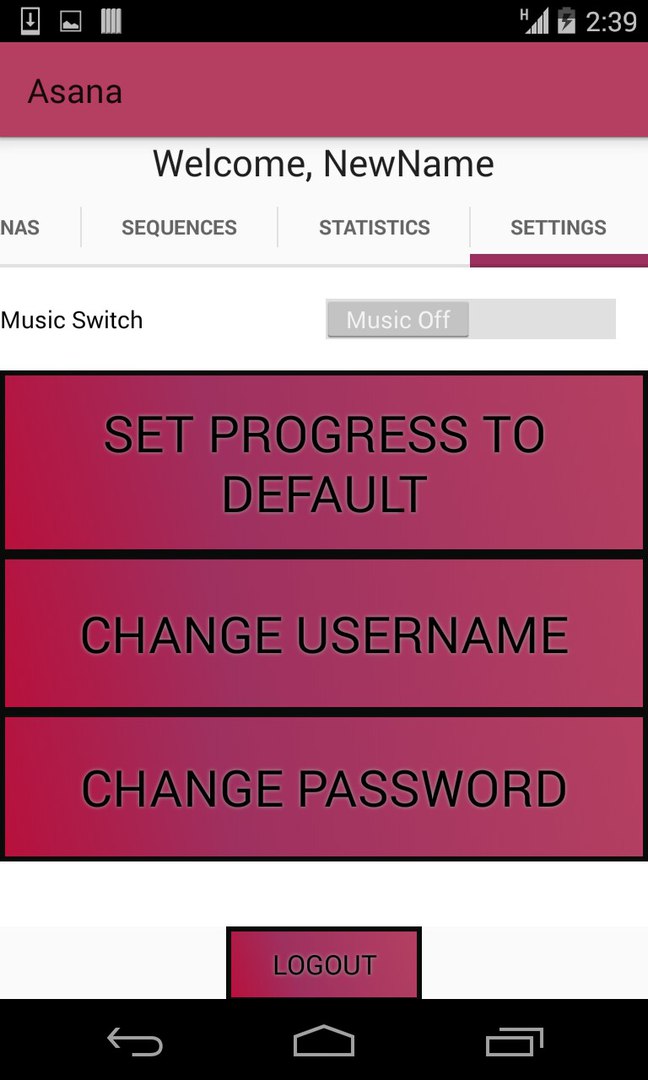 H 2:39
Asana
Welcome, NewName
NAS SEQUENCES STATISTICS SETTINGS
Music Switch Music Off
SET PROGRESS TO
DEFAULT
CHANGE USERNAME
CHANGE PASSWORD
LOGOUT